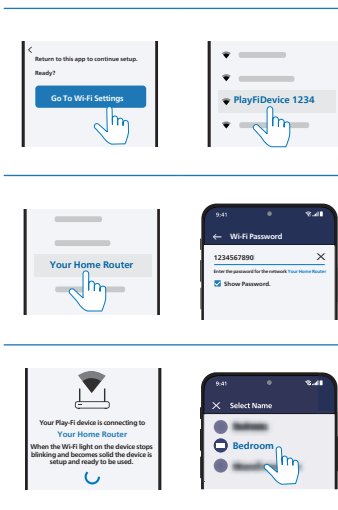 Return to this app to continue setup.
Ready?
Go To Wi-Fi Settings
PlayFiDevice 1234
Your Home Router
9:41
Wi-Fi Password
1234567890
Enter the password for the network Your Home Router
Show Password.
Your Play-Fi device is connecting to
Your Home Router
When the Wi-Fi light on the device stops
blinking and becomes solid the device is
setup and ready to be used.
9:41
Select Name
Bedroom